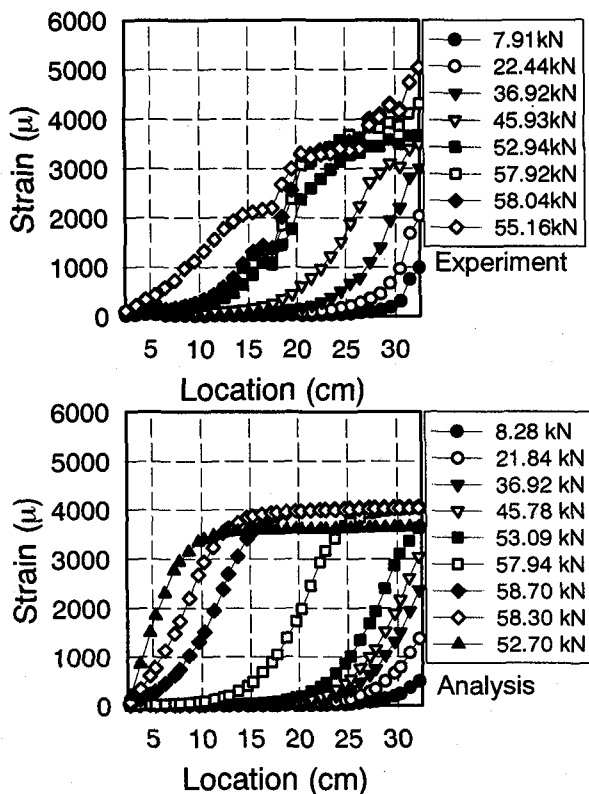 6000
5000
4000
3000
2000
1000
0
Strain (μ)
5 10 15 20 25 30
Location (cm)
7.91kN
22.44kN
36.92kN
45.93kN
52.94kN
57.92kN
58.04kN
55.16kN
Experiment
6000
5000
4000
3000
2000
1000
0
Strain (μ)
5 10 15 20 25 30
Location (cm)
8.28 kN
21.84 kN
36.92 kN
45.78 kN
53.09 kN
57.94 kN
58.70 kN
58.30 kN
52.70 kN
Analysis